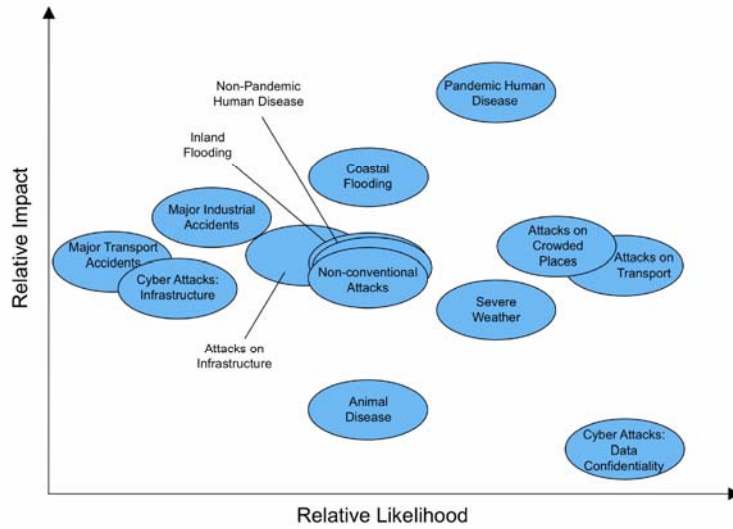 Non-Pandemic
Human Disease
Pandemic Human
Disease
Inland
Flooding
Coastal
Flooding
Major Industrial
Accidents
Major Transport
Accidents
Cyber Attacks:
Infrastructure
Non-conventional
Attacks
Attacks on
Crowded
Places
Attacks on
Transport
Severe
Weather
Attacks on
Infrastructure
Animal
Disease
Cyber Attacks:
Data
Confidentiality
Relative Impact
Relative Likelihood